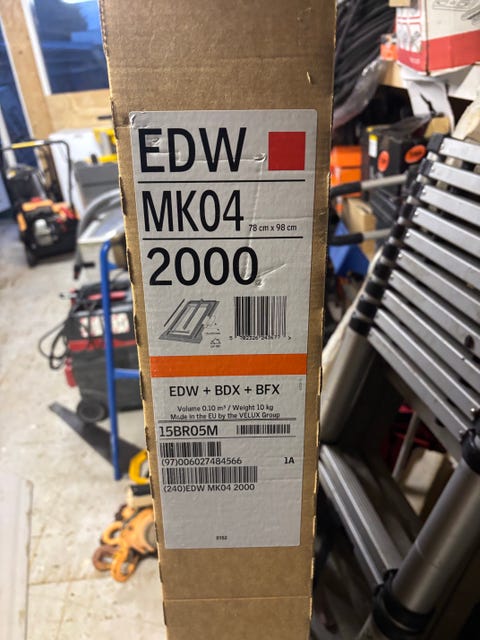 EDW
MK04 78 cm x 98 cm
2000
EDW + BDX + BFX
Volume 0.10 m³ / Weight 10 kg
Made in the EU by the VELUX Group
15BR05M
(97)006027484566 1A
(240)EDW MK04 2000